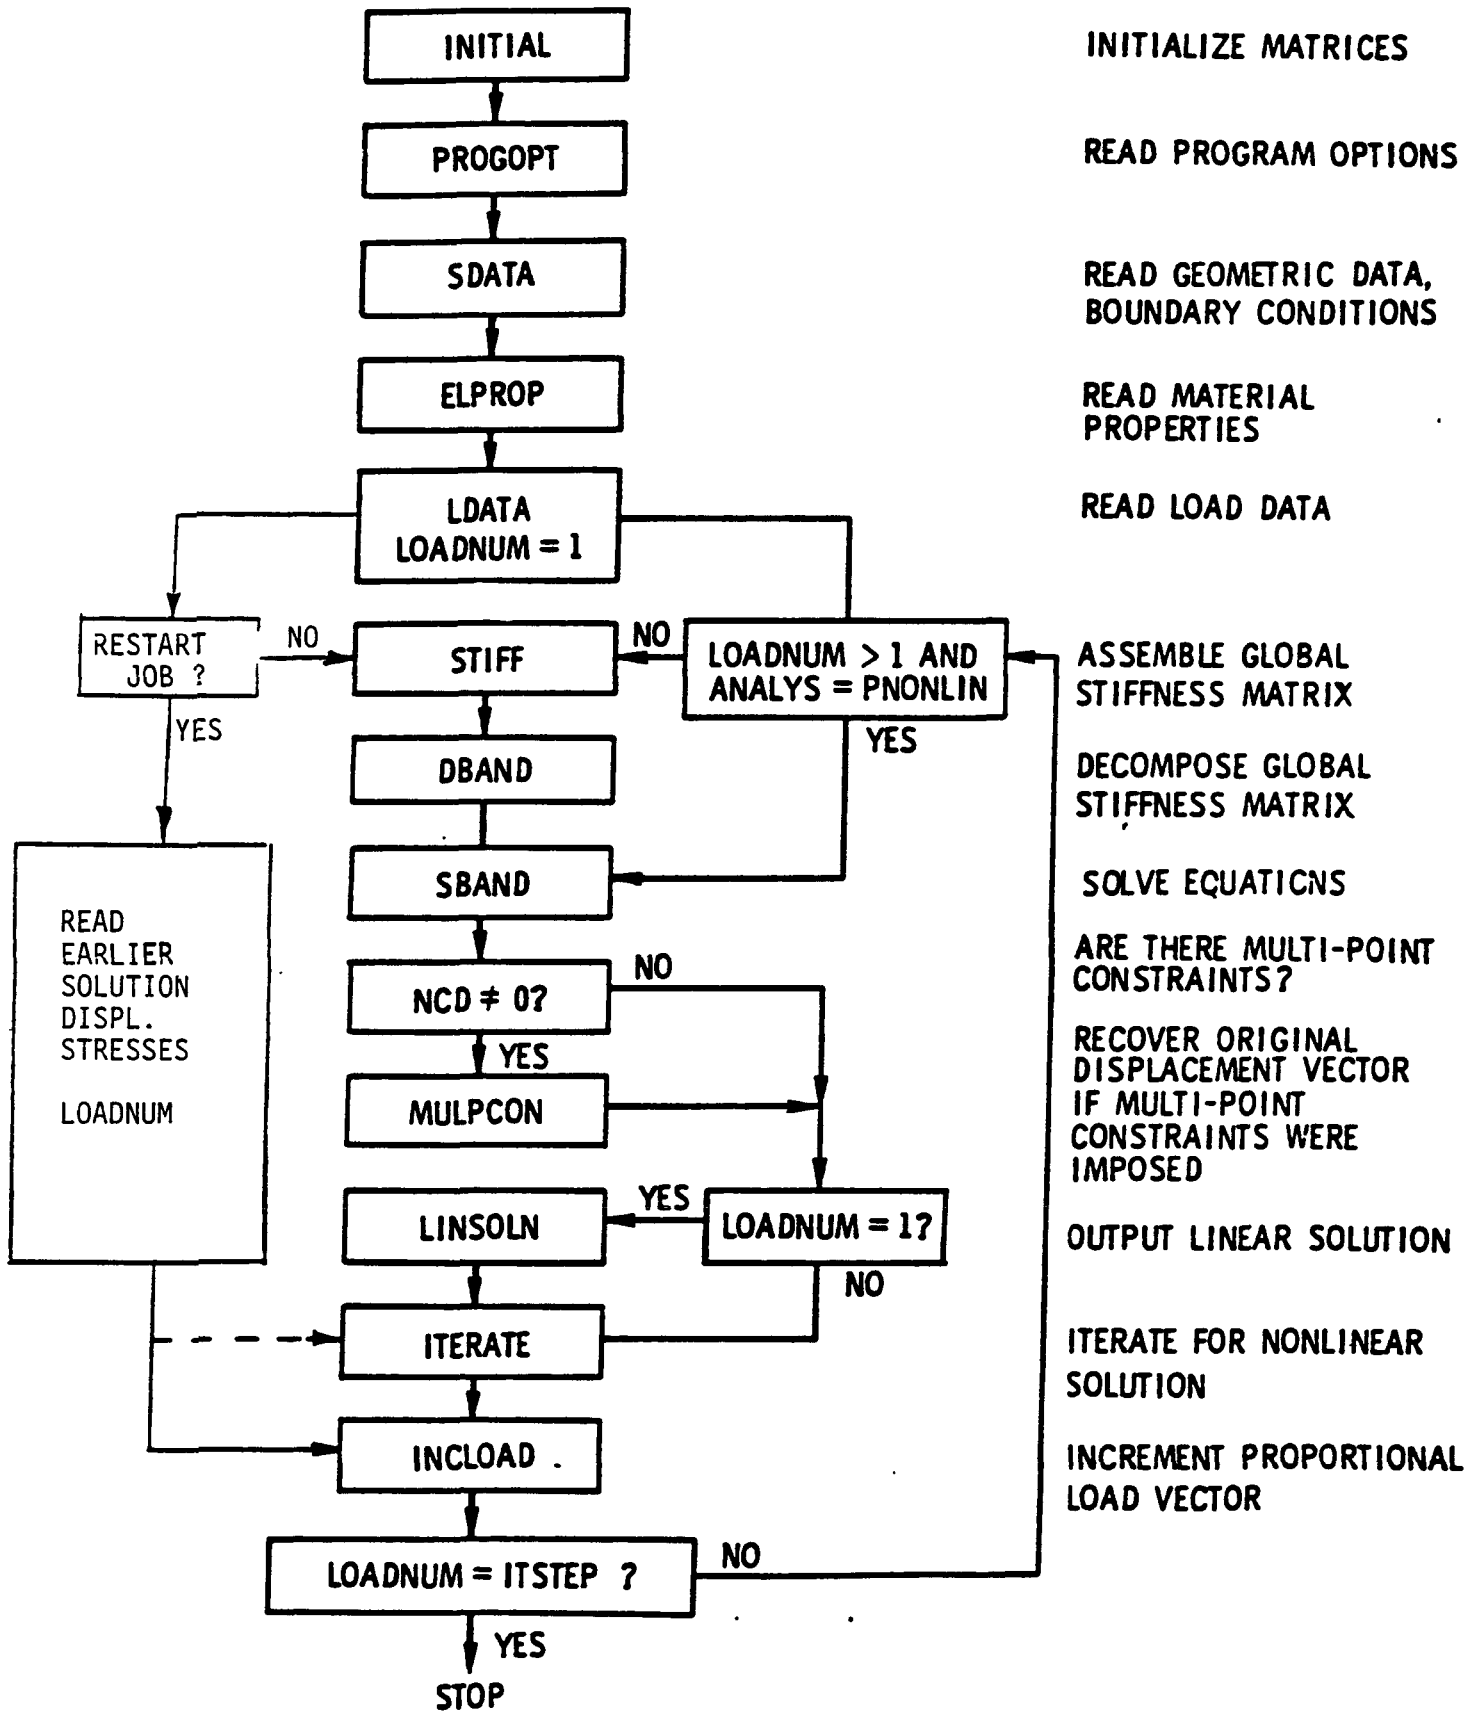 INITIAL
INITIALIZE MATRICES
PROGOPT
READ PROGRAM OPTIONS
SDATA
READ GEOMETRIC DATA,
BOUNDARY CONDITIONS
ELPROP
READ MATERIAL
PROPERTIES
LDATA
LOADNUM = 1
READ LOAD DATA
RESTART
JOB ?
NO
YES
STIFF
NO
LOADNUM > 1 AND
ANALYS = PNONLIN
YES
ASSEMBLE GLOBAL
STIFFNESS MATRIX
DBAND
DECOMPOSE GLOBAL
STIFFNESS MATRIX
SBAND
SOLVE EQUATIONS
READ
EARLIER
SOLUTION
DISPL.
STRESSES
LOADNUM
NCD ≠ 0?
NO
YES
ARE THERE MULTI-POINT
CONSTRAINTS?
MULPCON
RECOVER ORIGINAL
DISPLACEMENT VECTOR
IF MULTI-POINT
CONSTRAINTS WERE
IMPOSED
LINSOLN
YES
LOADNUM = 1?
NO
OUTPUT LINEAR SOLUTION
ITERATE
ITERATE FOR NONLINEAR
SOLUTION
INCLOAD
INCREMENT PROPORTIONAL
LOAD VECTOR
LOADNUM = ITSTEP ?
NO
YES
STOP